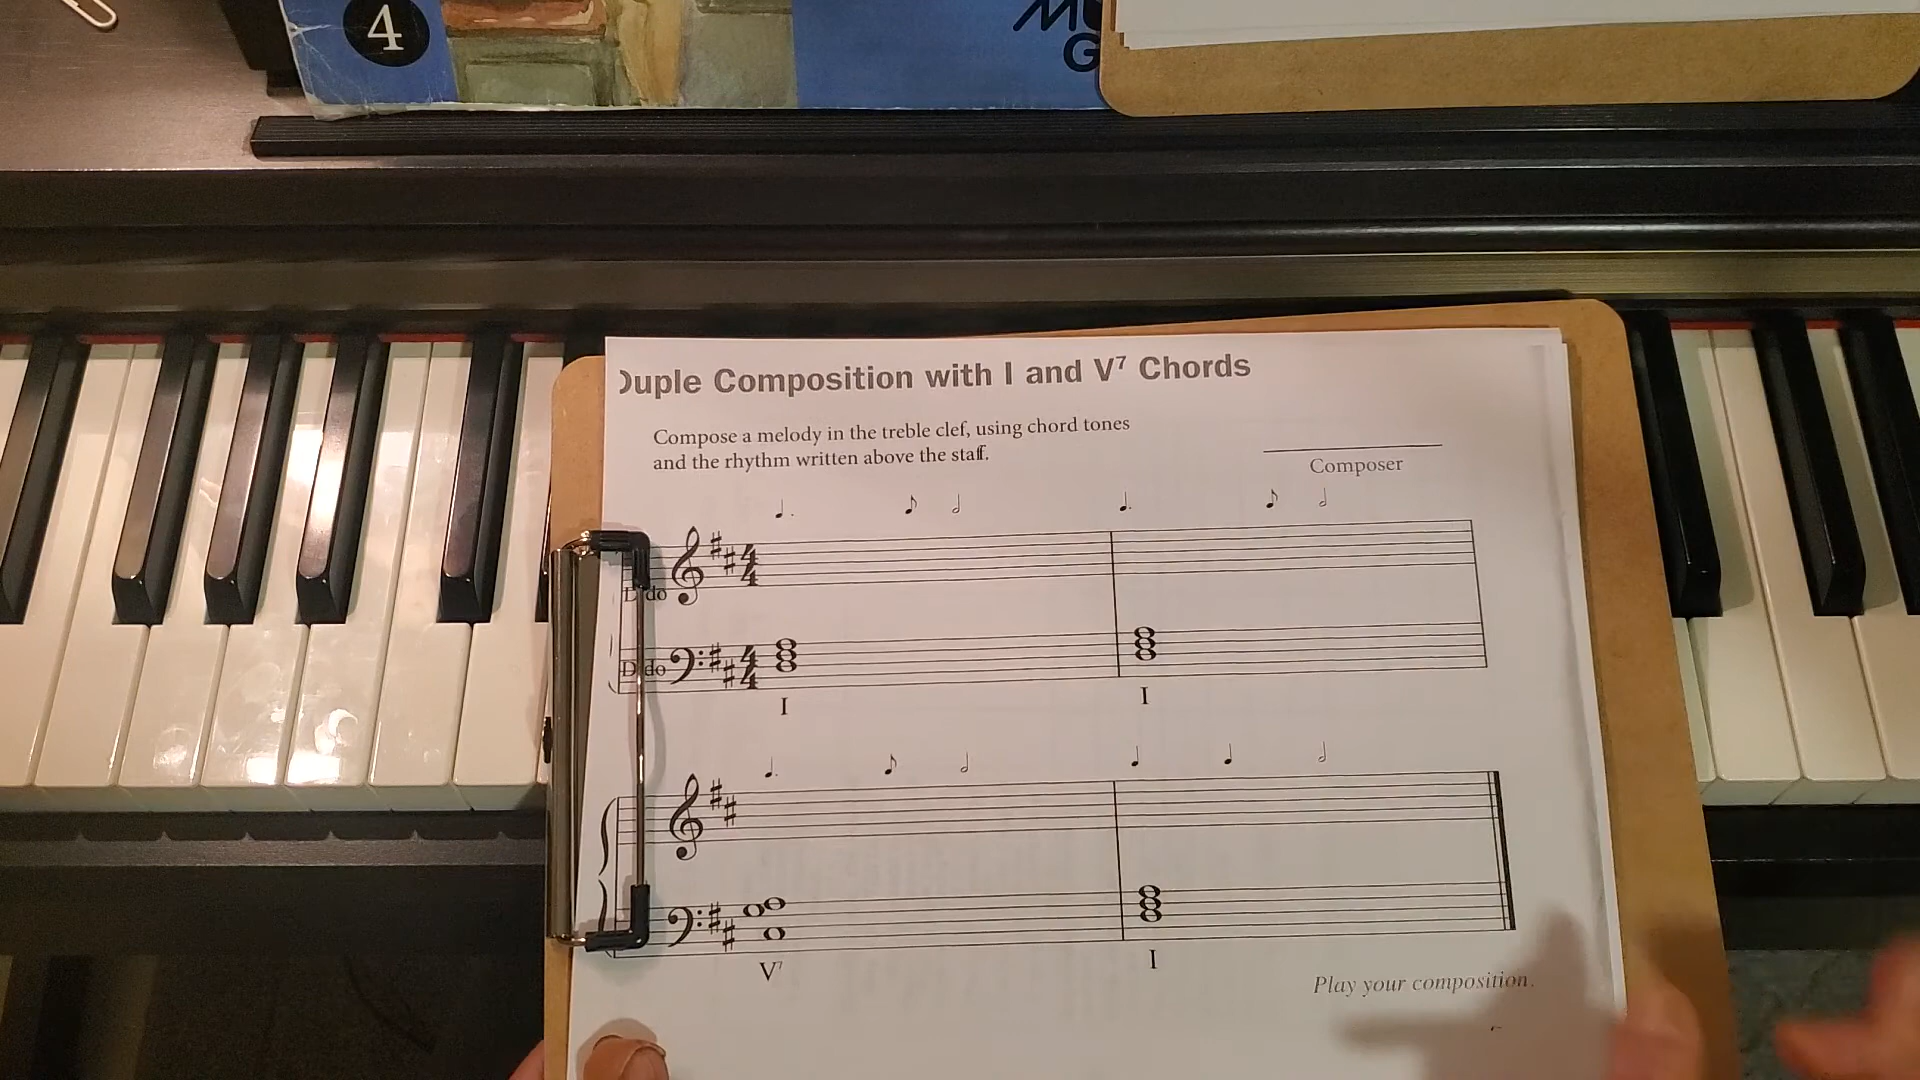 4
Duple Composition with I and V⁷ Chords
Compose a melody in the treble clef, using chord tones
and the rhythm written above the staff.
Composer
D do
D do
I
I
V⁷
I
Play your composition.